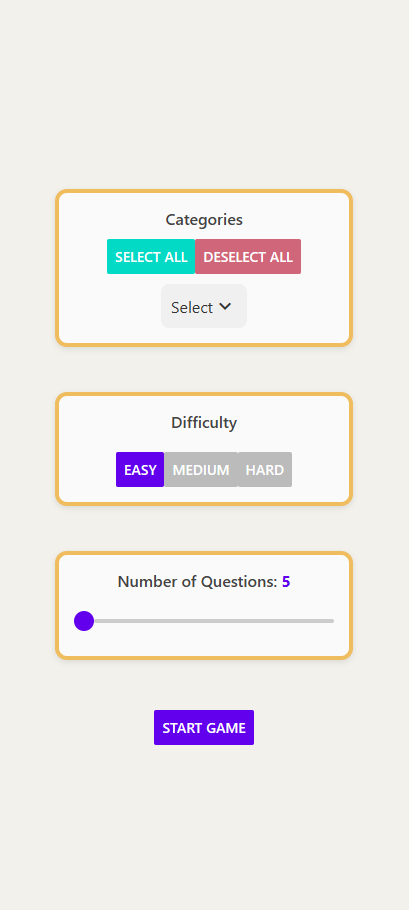 Categories
SELECT ALL DESELECT ALL
Select
Difficulty
EASY MEDIUM HARD
Number of Questions: 5
START GAME